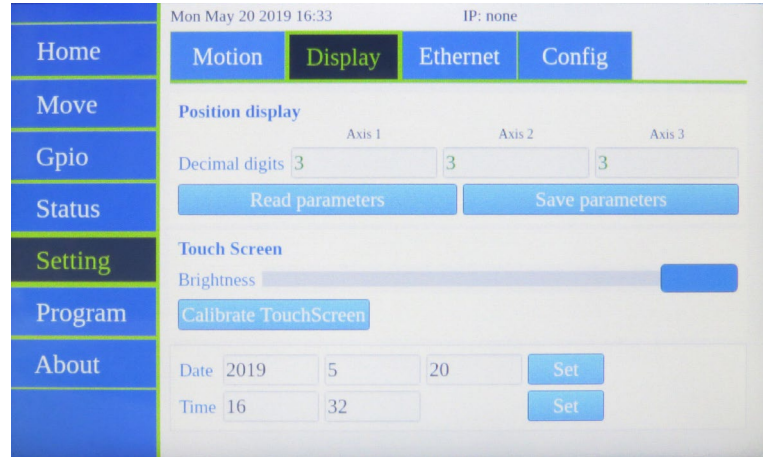 Mon May 20 2019 16:33 IP: none
Home
Move
Gpio
Status
Setting
Program
About
Motion Display Ethernet Config
Position display
Axis 1 Axis 2 Axis 3
Decimal digits 3 3 3
Read parameters Save parameters
Touch Screen
Brightness
Calibrate TouchScreen
Date 2019 5 20 Set
Time 16 32 Set